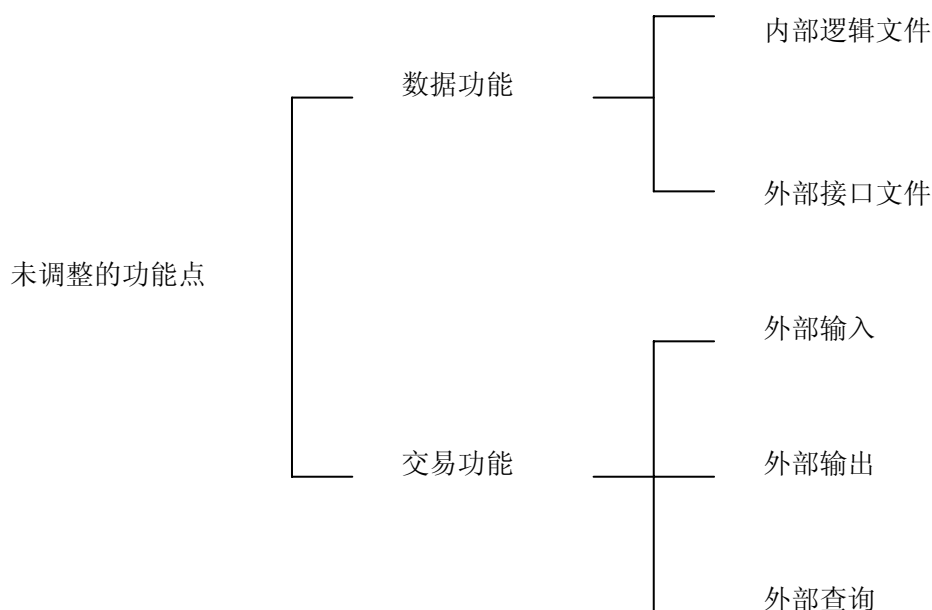 未调整的功能点
数据功能
内部逻辑文件
外部接口文件
交易功能
外部输入
外部输出
外部查询